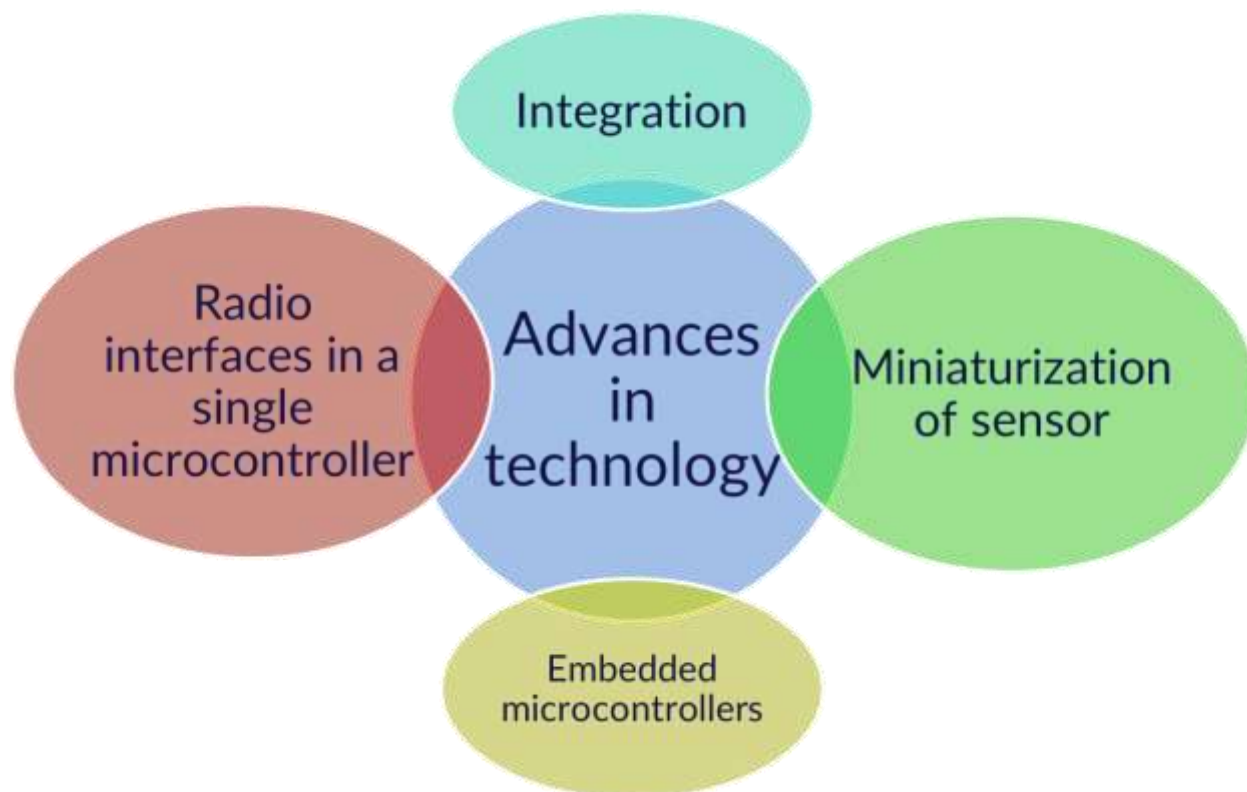 Integration
Radio
interfaces in a
single
microcontroller
Advances
in
technology
Miniaturization
of sensor
Embedded
microcontrollers